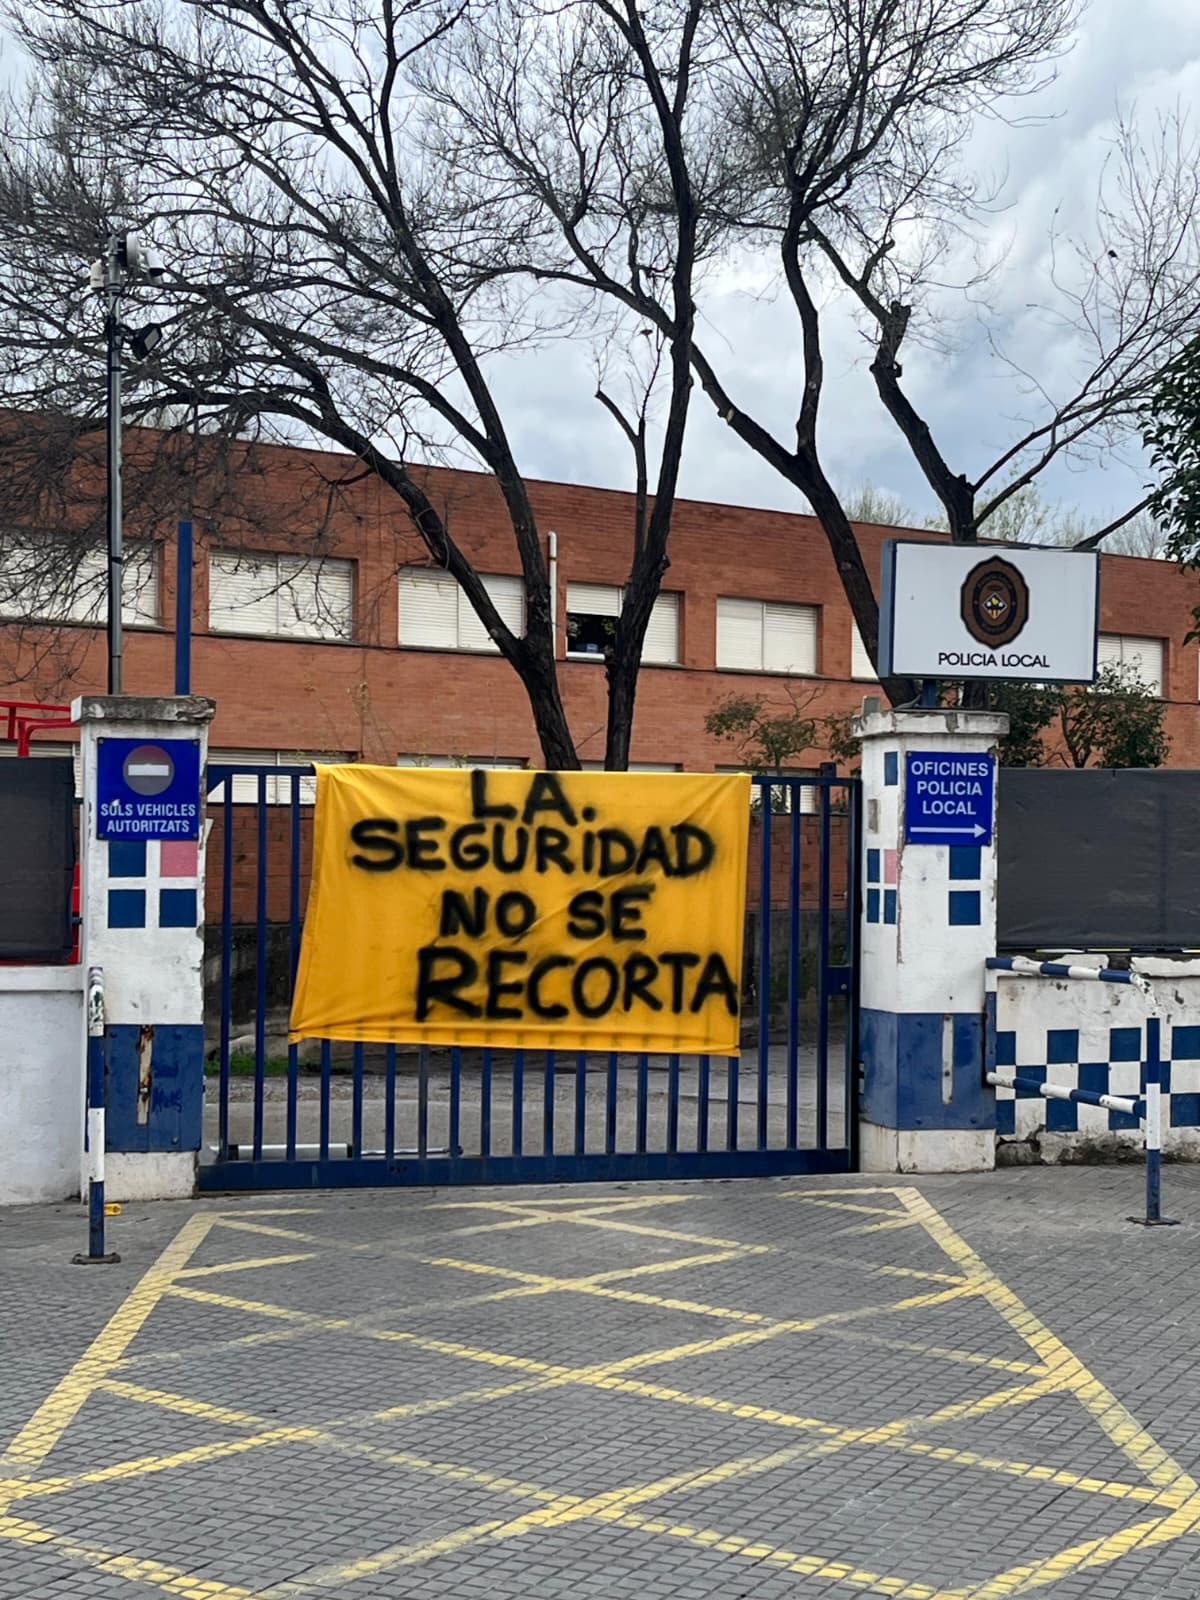 POLICIA LOCAL
SOLS VEHICLES
AUTORITZATS
OFICINES
POLICIA
LOCAL
LA.
SEGURIDAD
NO SE
RECORTA